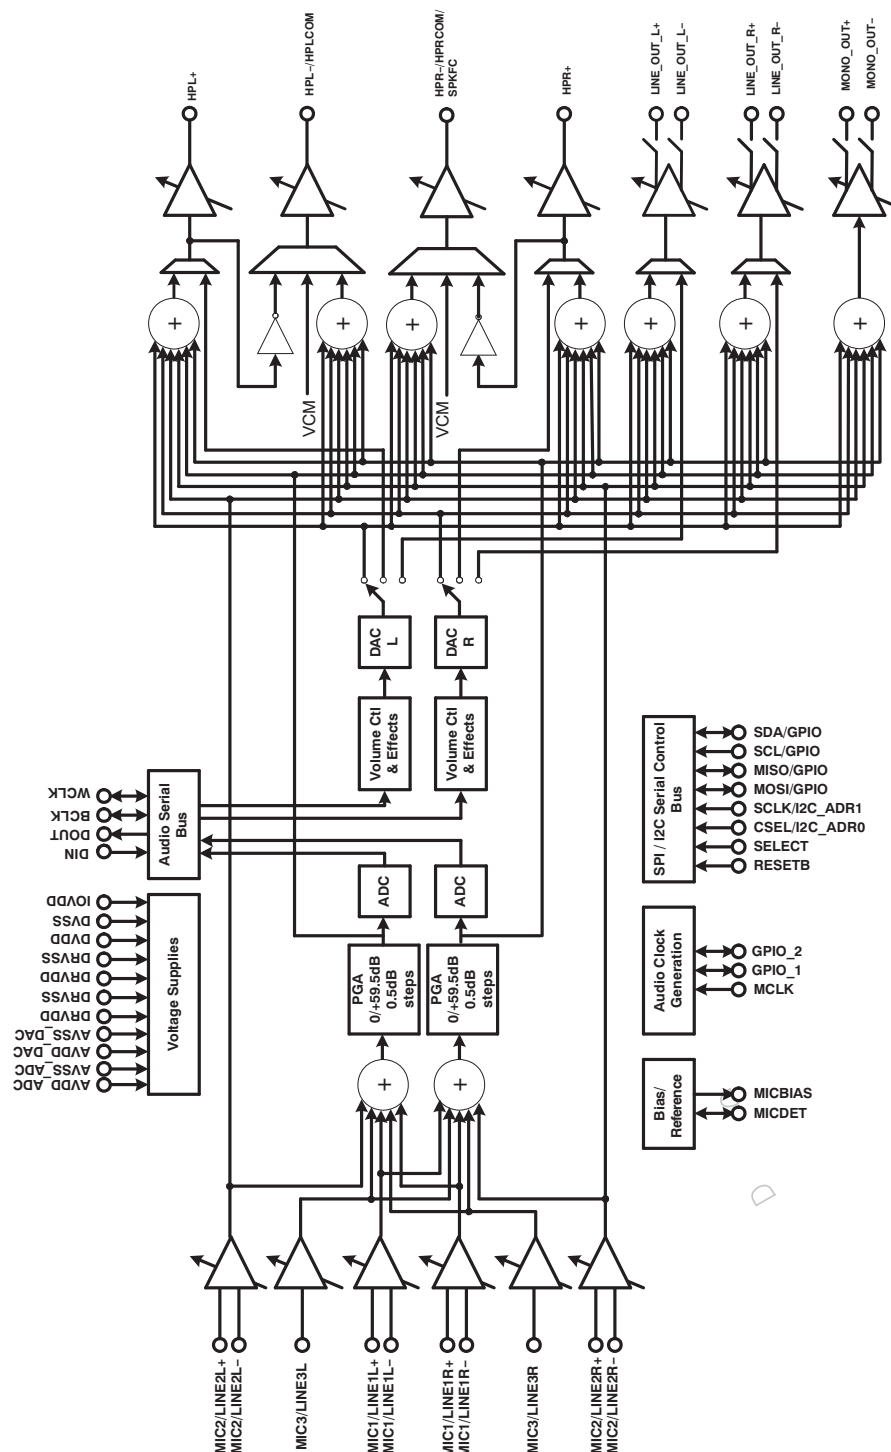 HPL+
HPL−/HPLCOM
HPR−/HPRCOM/
SPKFC
HPR+
LINE_OUT_L+
LINE_OUT_L−
LINE_OUT_R+
LINE_OUT_R−
MONO_OUT+
MONO_OUT−
+
+
+
+
+
+
+
VCM
VCM
DAC
L
DAC
R
Volume Ctl
& Effects
Volume Ctl
& Effects
WCLK
BCLK
DOUT
DIN
Audio Serial
Bus
ADC
ADC
PGA
0/+59.5dB
0.5dB
steps
PGA
0/+59.5dB
0.5dB
steps
+
+
IOVDD
DVSS
DVDD
DRVSS
DRVDD
DRVSS
DRVDD
AVSS_DAC
AVDD_DAC
AVSS_ADC
AVDD_ADC
Voltage Supplies
SPI / I2C Serial Control
Bus
SDA/GPIO
SCL/GPIO
MISO/GPIO
MOSI/GPIO
SCLK/I2C_ADR1
CSEL/I2C_ADR0
SELECT
RESETB
Audio Clock
Generation
GPIO_2
GPIO_1
MCLK
Bias/
Reference
MICBIAS
MICDET
MIC2/LINE2L+
MIC2/LINE2L−
MIC3/LINE3L
MIC1/LINE1L+
MIC1/LINE1L−
MIC1/LINE1R+
MIC1/LINE1R−
MIC3/LINE3R
MIC2/LINE2R+
MIC2/LINE2R−